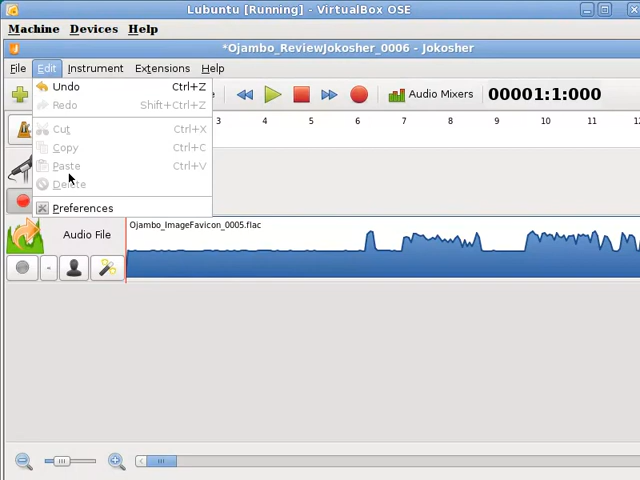 Lubuntu [Running] - VirtualBox OSE
Machine Devices Help
*Ojambo_ReviewJokosher_0006 - Jokosher
File Edit Instrument Extensions Help
Audio Mixers 00001:1:000
Undo Ctrl+Z
Redo Shift+Ctrl+Z
Cut Ctrl+X
Copy Ctrl+C
Paste Ctrl+V
Delete
Preferences
3 4 5 6 7 8 9 10 11 12
Ojambo_ImageFavicon_0005.flac
Audio File